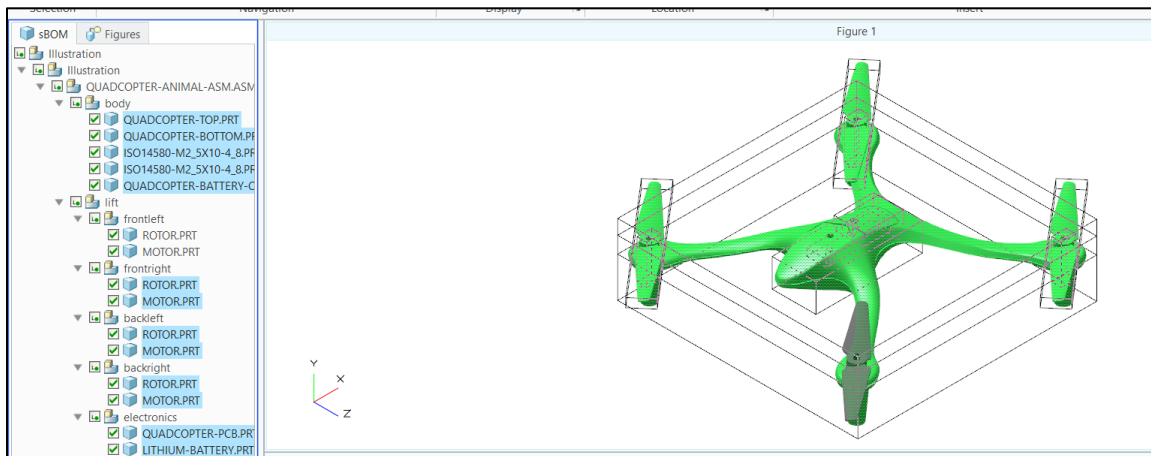 Selection Navigation Display Location Insert
sBOM Figures
Figure 1
Illustration
Illustration
QUADCOPTER-ANIMAL-ASM.ASM
body
QUADCOPTER-TOP.PRT
QUADCOPTER-BOTTOM.PR
ISO14580-M2_5X10-4_8.PR
ISO14580-M2_5X10-4_8.PR
QUADCOPTER-BATTERY-C
lift
frontleft
ROTOR.PRT
MOTOR.PRT
frontright
ROTOR.PRT
MOTOR.PRT
backleft
ROTOR.PRT
MOTOR.PRT
backright
ROTOR.PRT
MOTOR.PRT
electronics
QUADCOPTER-PCB.PRT
LITHIUM-BATTERY.PRT
Y
X
Z